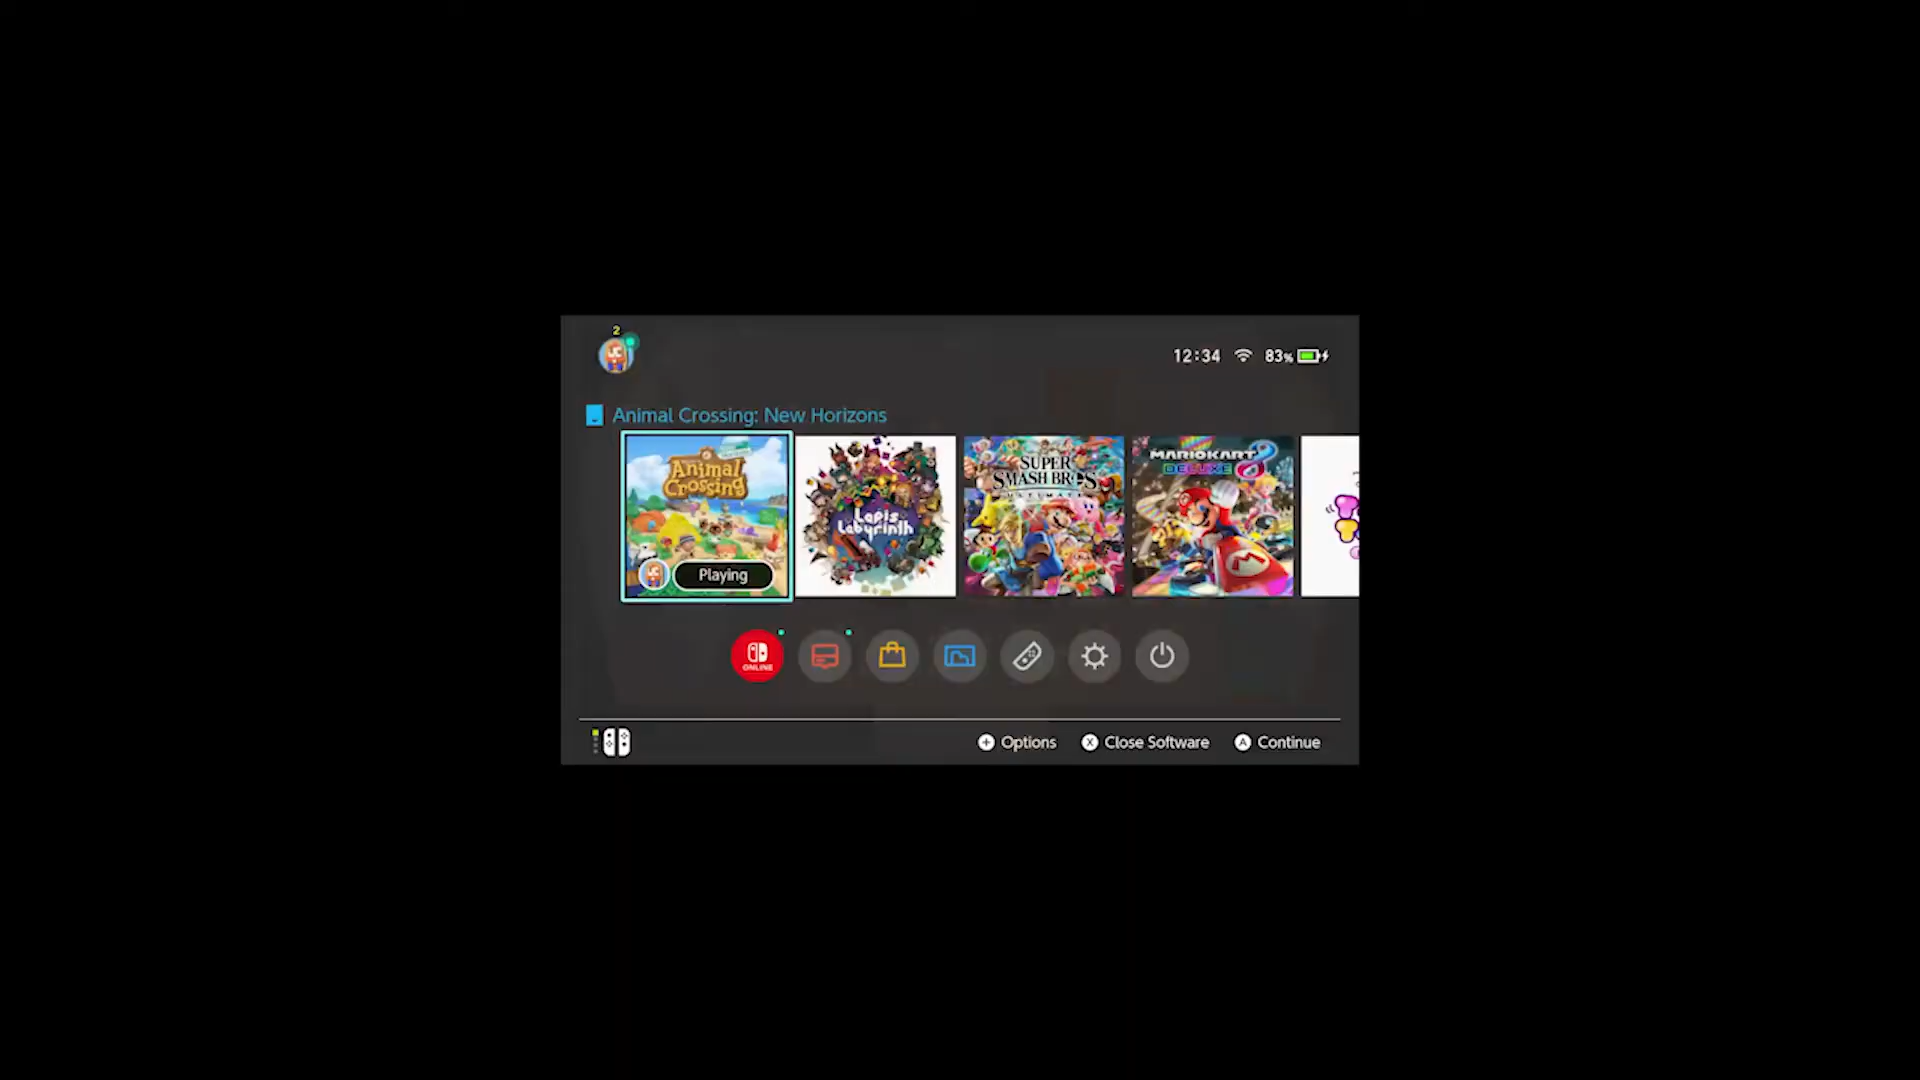 2
12:34 83%
Animal Crossing: New Horizons
Animal Crossing
Playing
Lapis Labyrinth
SUPER SMASH BROS.
ULTIMATE
MARIOKART 8
DELUXE
ONLINE
+ Options X Close Software A Continue